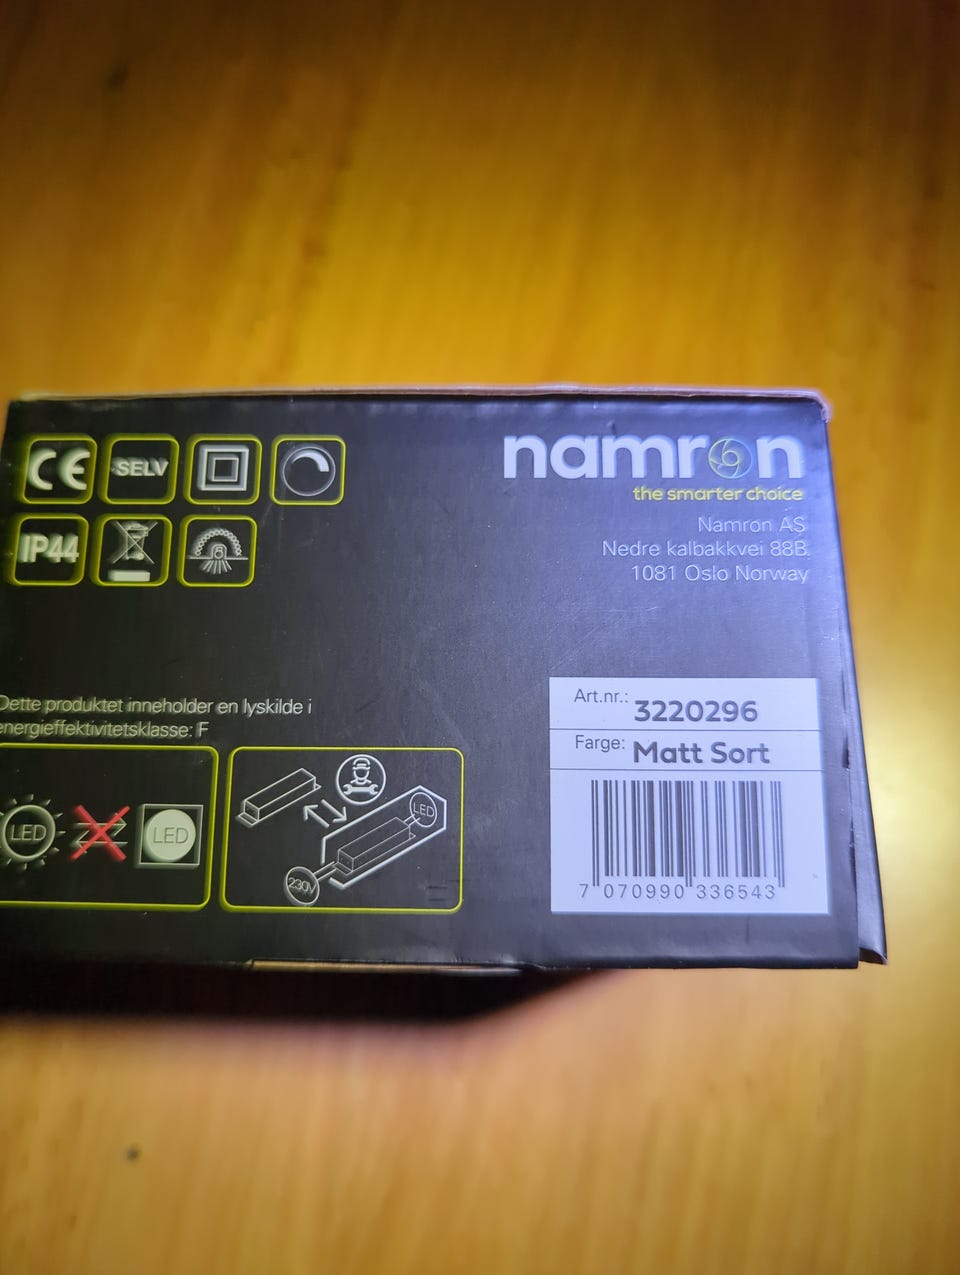 CE
SELV
namron
the smarter choice
IP44
Namron AS
Nedre kalbakkvei 88B
1081 Oslo Norway
Dette produktet inneholder en lyskilde i
energieffektivitetsklasse: F
Art.nr.: 3220296
Farge: Matt Sort
LED
LED
LED
230V
7 070990 336543